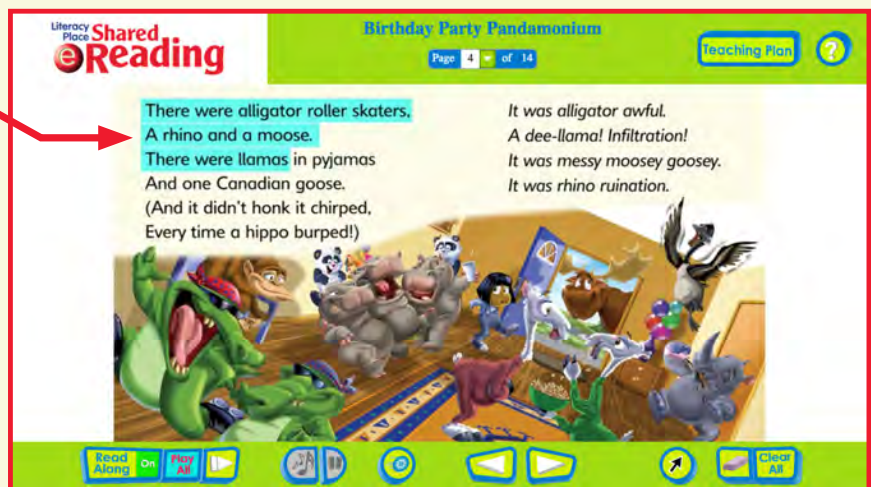 Literacy Place Shared
eReading
Birthday Party Pandamonium
Page 4 of 14
Teaching Plan
?
There were alligator roller skaters,
A rhino and a moose.
There were llamas in pyjamas
And one Canadian goose.
(And it didn't honk it chirped,
Every time a hippo burped!)
It was alligator awful.
A dee-llama! Infiltration!
It was messy moosey goosey.
It was rhino ruination.
Read Along On Play All
Clear All